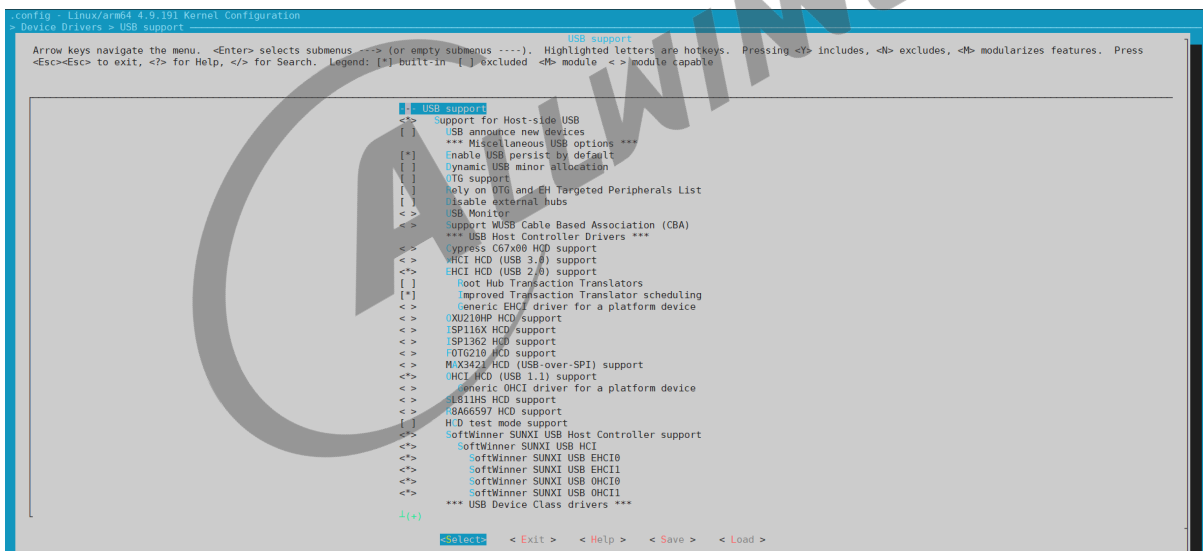 .config - Linux/arm64 4.9.191 Kernel Configuration
> Device Drivers > USB support
USB support
Arrow keys navigate the menu. <Enter> selects submenus ---> (or empty submenus ----). Highlighted letters are hotkeys. Pressing <Y> includes, <N> excludes, <M> modularizes features. Press
<Esc><Esc> to exit, <?> for Help, </> for Search. Legend: [*] built-in [ ] excluded <M> module < > module capable
--- USB support
<*> Support for Host-side USB
[ ] USB announce new devices
*** Miscellaneous USB options ***
[*] Enable USB persist by default
[ ] Dynamic USB minor allocation
[ ] OTG support
[ ] Rely on OTG and EH Targeted Peripherals List
[ ] Disable external hubs
< > USB Monitor
< > Support WUSB Cable Based Association (CBA)
*** USB Host Controller Drivers ***
< > Cypress C67x00 HCD support
< > xHCI HCD (USB 3.0) support
<*> EHCI HCD (USB 2.0) support
[ ] Root Hub Transaction Translators
[*] Improved Transaction Translator scheduling
< > Generic EHCI driver for a platform device
< > OXU210HP HCD support
< > ISP116X HCD support
< > ISP1362 HCD support
< > FOTG210 HCD support
< > MAX3421 HCD (USB-over-SPI) support
<*> OHCI HCD (USB 1.1) support
< > Generic OHCI driver for a platform device
< > SL811HS HCD support
< > R8A66597 HCD support
[ ] HCD test mode support
<*> SoftWinner SUNXI USB Host Controller support
<*> SoftWinner SUNXI USB HCI
<*> SoftWinner SUNXI USB EHCI0
<*> SoftWinner SUNXI USB EHCI1
<*> SoftWinner SUNXI USB OHCI0
<*> SoftWinner SUNXI USB OHCI1
*** USB Device Class drivers ***
┴(+)
<Select> < Exit > < Help > < Save > < Load >
ALLWIN